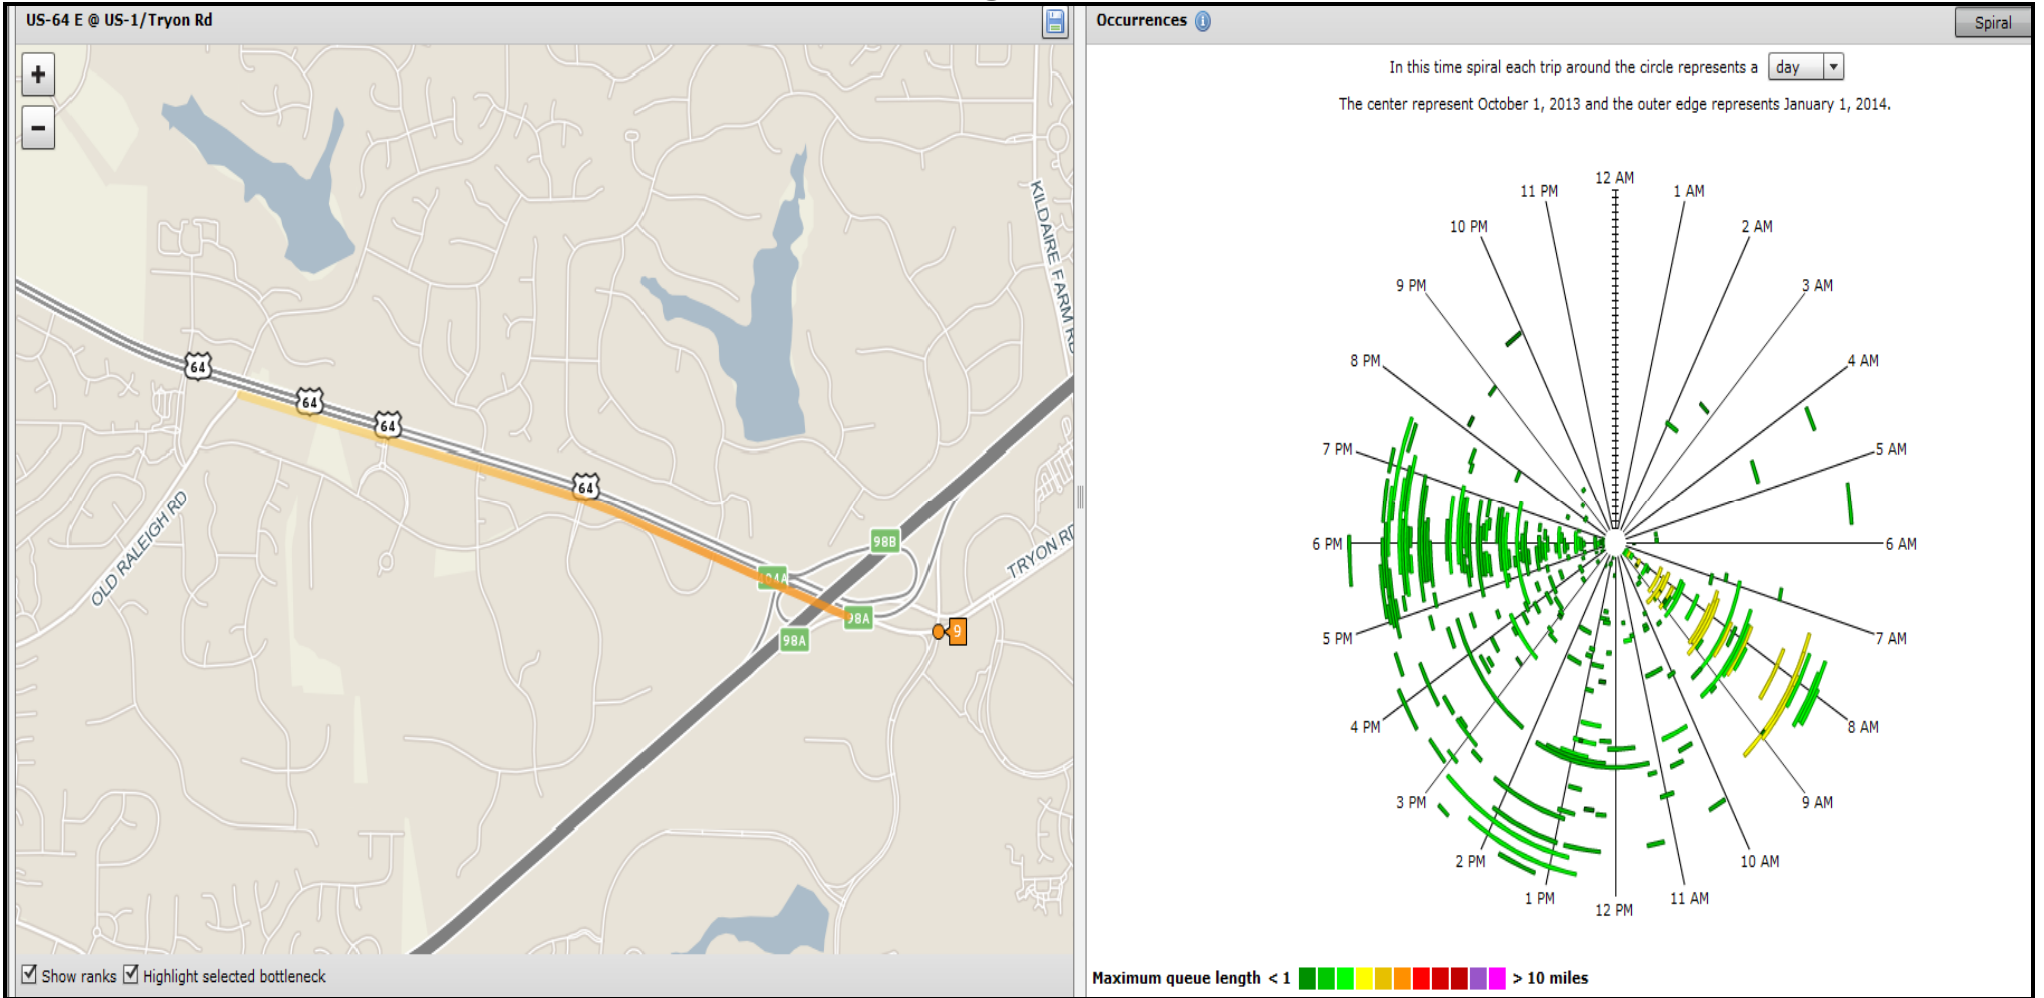 US-64 E @ US-1/Tryon Rd
+
−
KILDAIRE FARM RD
64
64
64
64
98B
98A
98A
9
TRYON RD
OLD RALEIGH RD
Show ranks
Highlight selected bottleneck
Occurrences
Spiral
In this time spiral each trip around the circle represents a day
The center represent October 1, 2013 and the outer edge represents January 1, 2014.
12 AM
1 AM
2 AM
3 AM
4 AM
5 AM
6 AM
7 AM
8 AM
9 AM
10 AM
11 AM
12 PM
1 PM
2 PM
3 PM
4 PM
5 PM
6 PM
7 PM
8 PM
9 PM
10 PM
11 PM
Maximum queue length < 1 > 10 miles